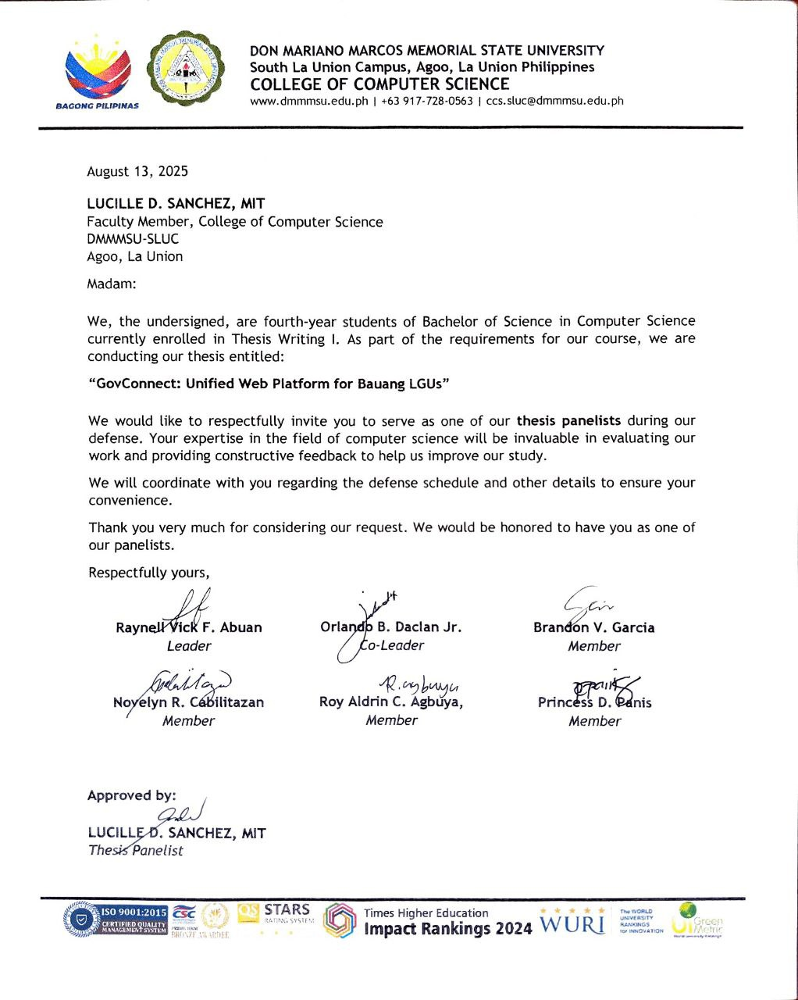 BAGONG PILIPINAS
DON MARIANO MARCOS MEMORIAL STATE UNIVERSITY
South La Union Campus, Agoo, La Union Philippines
COLLEGE OF COMPUTER SCIENCE
www.dmmmsu.edu.ph | +63 917-728-0563 | ccs.sluc@dmmmsu.edu.ph
August 13, 2025
LUCILLE D. SANCHEZ, MIT
Faculty Member, College of Computer Science
DMMMSU-SLUC
Agoo, La Union
Madam:
We, the undersigned, are fourth-year students of Bachelor of Science in Computer Science
currently enrolled in Thesis Writing I. As part of the requirements for our course, we are
conducting our thesis entitled:
“GovConnect: Unified Web Platform for Bauang LGUs”
We would like to respectfully invite you to serve as one of our thesis panelists during our
defense. Your expertise in the field of computer science will be invaluable in evaluating our
work and providing constructive feedback to help us improve our study.
We will coordinate with you regarding the defense schedule and other details to ensure your
convenience.
Thank you very much for considering our request. We would be honored to have you as one of
our panelists.
Respectfully yours,
Raynell Vick F. Abuan
Leader
Orlando B. Daclan Jr.
Co-Leader
Brandon V. Garcia
Member
Novelyn R. Cabilitazan
Member
Roy Aldrin C. Agbuya,
Member
Princess D. Panis
Member
Approved by:
LUCILLE D. SANCHEZ, MIT
Thesis Panelist
ISO 9001:2015
CERTIFIED QUALITY
MANAGEMENT SYSTEM
CSC
BRONZE AWARDEE
QS
STARS
RATING SYSTEM
Times Higher Education
Impact Rankings 2024
WURI
The WORLD
UNIVERSITY
RANKINGS
for INNOVATION
UI
Green
Metric
World University Rankings